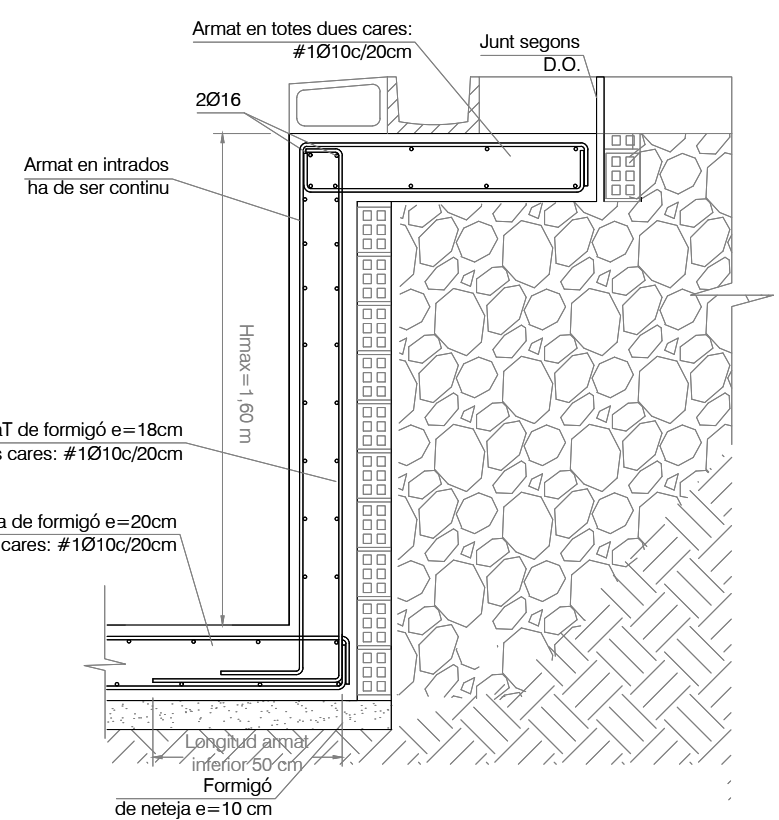 Armat en totes dues cares:
#1Ø10c/20cm
Junt segons
D.O.
2Ø16
Armat en intrados
ha de ser continu
Hmax=1,60 m
de formigó e=18cm
cares: #1Ø10c/20cm
de formigó e=20cm
cares: #1Ø10c/20cm
Longitud armat
inferior 50 cm
Formigó
de neteja e=10 cm